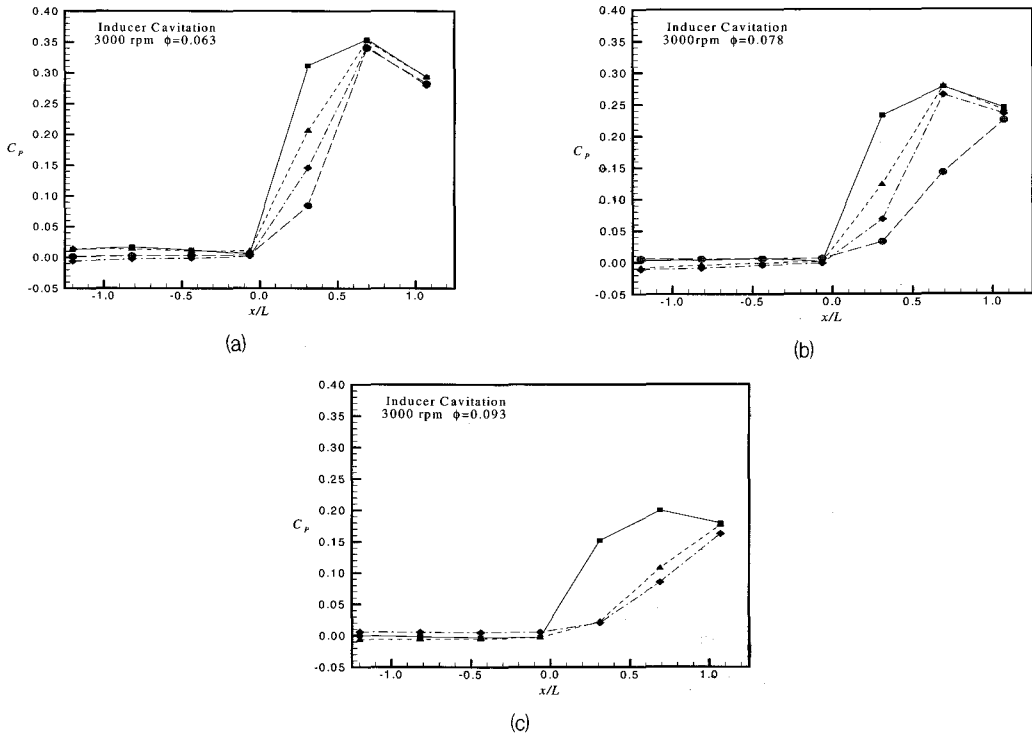 Inducer Cavitation
3000 rpm ϕ=0.063
0.40
0.35
0.30
0.25
0.20
0.15
0.10
0.05
0.00
-0.05
C_P
-1.0 -0.5 0.0 0.5 1.0
x/L
(a)
Inducer Cavitation
3000rpm ϕ=0.078
0.40
0.35
0.30
0.25
0.20
0.15
0.10
0.05
0.00
-0.05
C_P
-1.0 -0.5 0.0 0.5 1.0
x/L
(b)
Inducer Cavitation
3000 rpm ϕ=0.093
0.40
0.35
0.30
0.25
0.20
0.15
0.10
0.05
0.00
-0.05
C_P
-1.0 -0.5 0.0 0.5 1.0
x/L
(c)